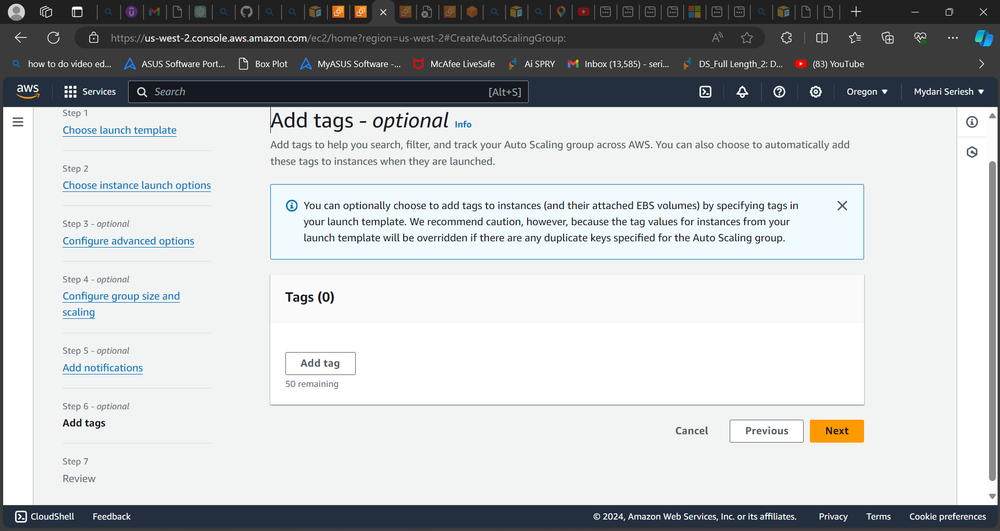 https://us-west-2.console.aws.amazon.com/ec2/home?region=us-west-2#CreateAutoScalingGroup:
how to do video ed...
ASUS Software Port...
Box Plot
MyASUS Software -...
McAfee LiveSafe
Ai SPRY
Inbox (13,585) - seri...
DS_Full Length_2: D...
(83) YouTube
aws
Services
Search
[Alt+S]
Oregon
Mydari Seriesh
Step 1
Choose launch template
Step 2
Choose instance launch options
Step 3 - optional
Configure advanced options
Step 4 - optional
Configure group size and
scaling
Step 5 - optional
Add notifications
Step 6 - optional
Add tags
Step 7
Review
Add tags - optional Info
Add tags to help you search, filter, and track your Auto Scaling group across AWS. You can also choose to automatically add
these tags to instances when they are launched.
You can optionally choose to add tags to instances (and their attached EBS volumes) by specifying tags in
your launch template. We recommend caution, however, because the tag values for instances from your
launch template will be overridden if there are any duplicate keys specified for the Auto Scaling group.
Tags (0)
Add tag
50 remaining
Cancel
Previous
Next
CloudShell
Feedback
© 2024, Amazon Web Services, Inc. or its affiliates.
Privacy
Terms
Cookie preferences